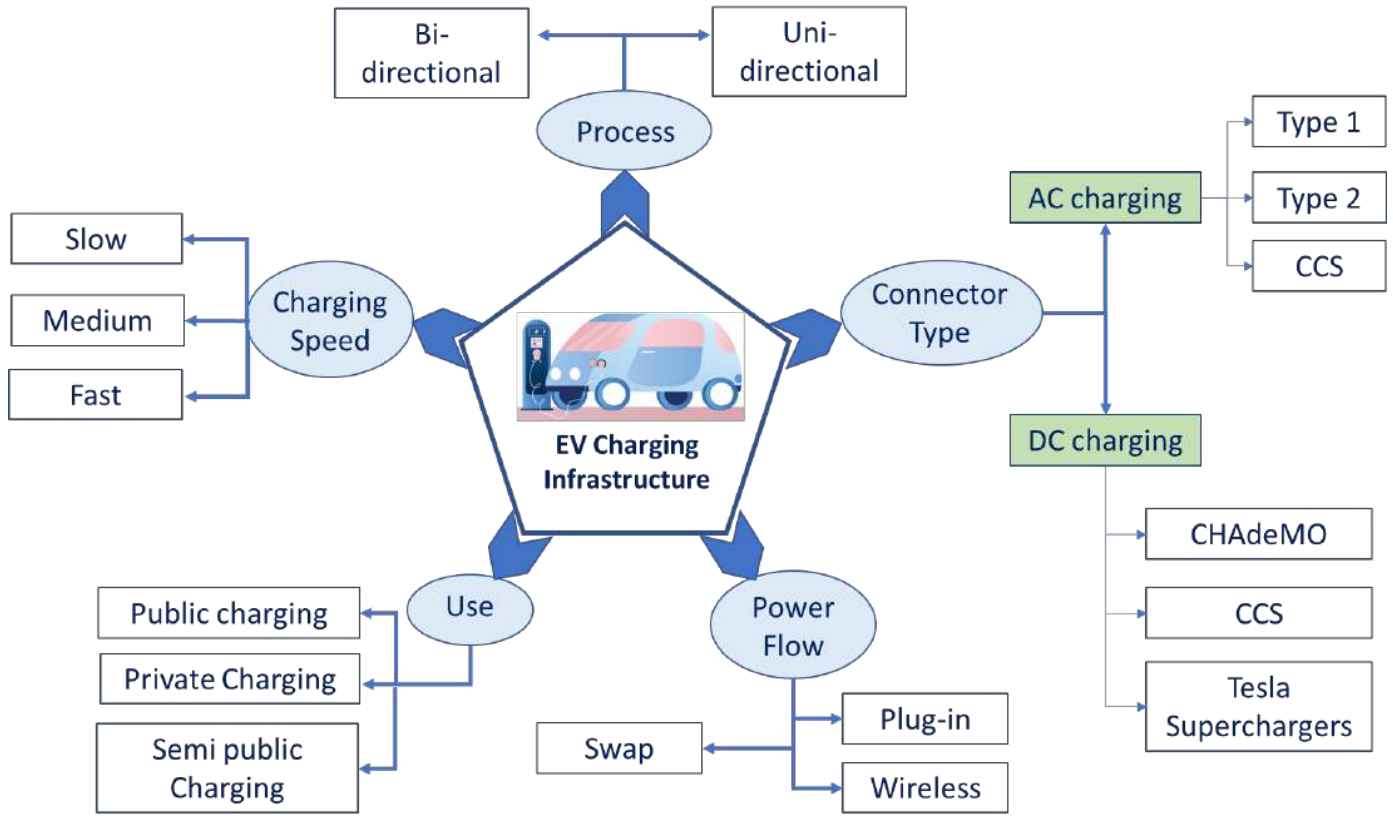 Bi-
directional
Uni-
directional
Process
Type 1
AC charging
Type 2
CCS
Slow
Medium
Fast
Charging
Speed
Connector
Type
EV Charging
Infrastructure
DC charging
CHAdeMO
CCS
Tesla
Superchargers
Use
Public charging
Private Charging
Semi public
Charging
Power
Flow
Plug-in
Swap
Wireless